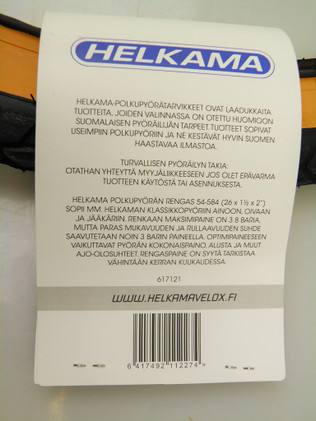 HELKAMA
HELKAMA-POLKUPYÖRÄTARVIKKEET OVAT LAADUKKAITA
TUOTTEITA, JOIDEN VALINNASSA ON OTETTU HUOMIOON
SUOMALAISEN PYÖRÄILIJÄN TARPEET. TUOTTEET SOPIVAT
USEIMPIIN POLKUPYÖRIIN JA NE KESTÄVÄT HYVIN SUOMEN
HAASTAVAA ILMASTOA.
TURVALLISEN PYÖRÄILYN TAKIA:
OTATHAN YHTEYTTÄ MYYJÄLIIKKEESEEN JOS OLET EPÄVARMA
TUOTTEEN KÄYTÖSTÄ TAI ASENNUKSESTA.
HELKAMA POLKUPYÖRÄN RENGAS 54-584 (26 x 1½ x 2")
SOPII MM. HELKAMAN KLASSIKKOPYÖRIIN AINOON, OIVAAN
JA JÄÄKÄRIIN. RENKAAN MAKSIMIPAINE ON 3.8 BARIA,
MUTTA PARAS MUKAVUUDEN JA RULLAAVUUDEN SUHDE
SAAVUTETAAN NOIN 3 BARIN PAINEELLA. OPTIMIPAINEESEEN
VAIKUTTAVAT PYÖRÄN KOKONAISPAINO, ALUSTA JA MUUT
AJO-OLOSUHTEET. RENGASPAINE ON SYYTÄ TARKISTAA
VÄHINTÄÄN KERRAN KUUKAUDESSA.
617121
WWW.HELKAMAVELOX.FI
6 417492 112274 >